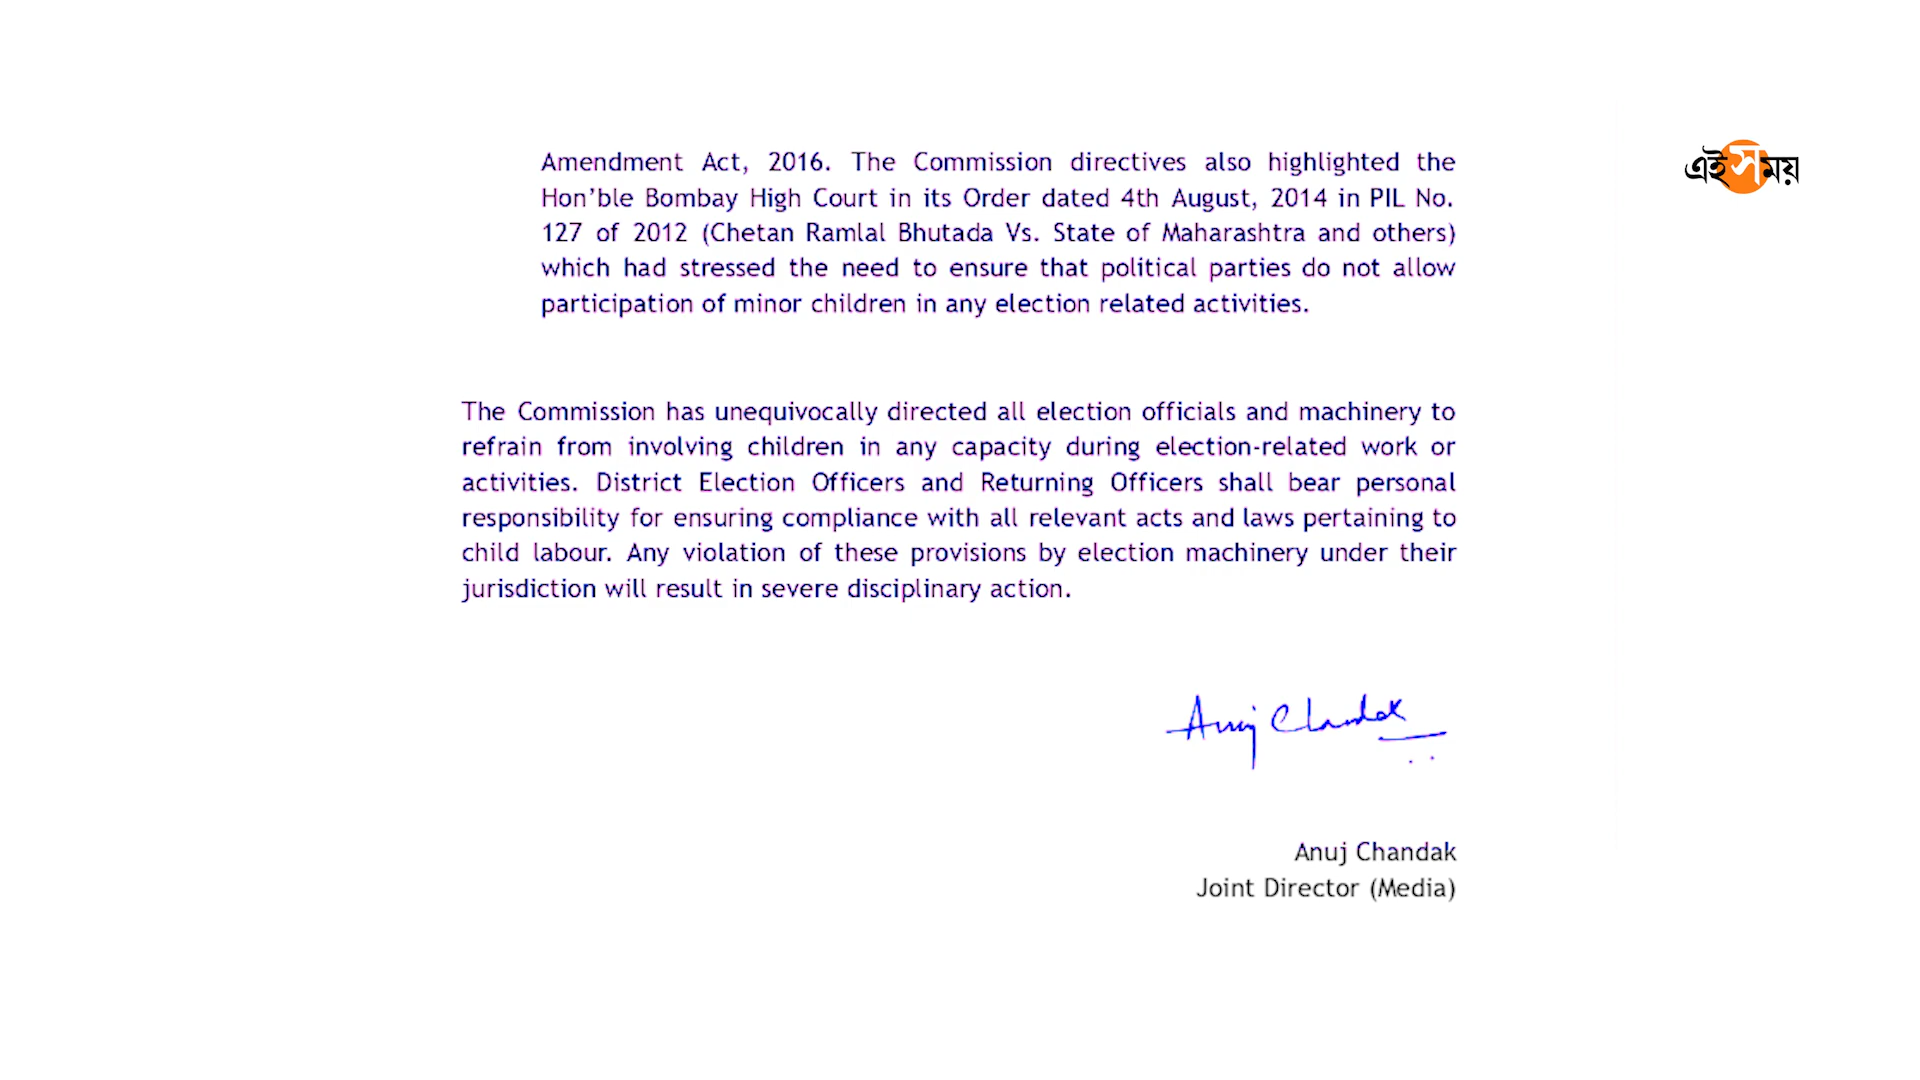 এই সময়
Amendment Act, 2016. The Commission directives also highlighted the
Hon’ble Bombay High Court in its Order dated 4th August, 2014 in PIL No.
127 of 2012 (Chetan Ramlal Bhutada Vs. State of Maharashtra and others)
which had stressed the need to ensure that political parties do not allow
participation of minor children in any election related activities.
The Commission has unequivocally directed all election officials and machinery to
refrain from involving children in any capacity during election-related work or
activities. District Election Officers and Returning Officers shall bear personal
responsibility for ensuring compliance with all relevant acts and laws pertaining to
child labour. Any violation of these provisions by election machinery under their
jurisdiction will result in severe disciplinary action.
Anuj Chandak
Anuj Chandak
Joint Director (Media)